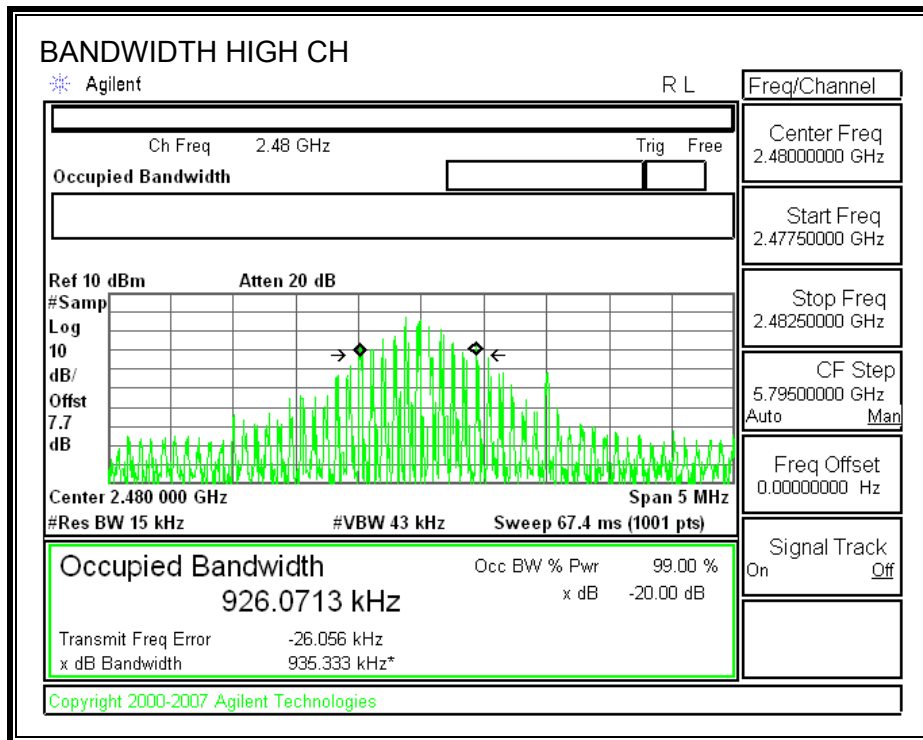 BANDWIDTH HIGH CH
Agilent R L
Ch Freq 2.48 GHz Trig Free
Occupied Bandwidth
Ref 10 dBm Atten 20 dB
#Samp
Log
10
dB/
Offst
7.7
dB
Center 2.480 000 GHz Span 5 MHz
#Res BW 15 kHz #VBW 43 kHz Sweep 67.4 ms (1001 pts)
Occupied Bandwidth Occ BW % Pwr 99.00 %
926.0713 kHz x dB -20.00 dB
Transmit Freq Error -26.056 kHz
x dB Bandwidth 935.333 kHz*
Copyright 2000-2007 Agilent Technologies
Freq/Channel
Center Freq
2.48000000 GHz
Start Freq
2.47750000 GHz
Stop Freq
2.48250000 GHz
CF Step
5.79500000 GHz
Auto Man
Freq Offset
0.00000000 Hz
Signal Track
On Off